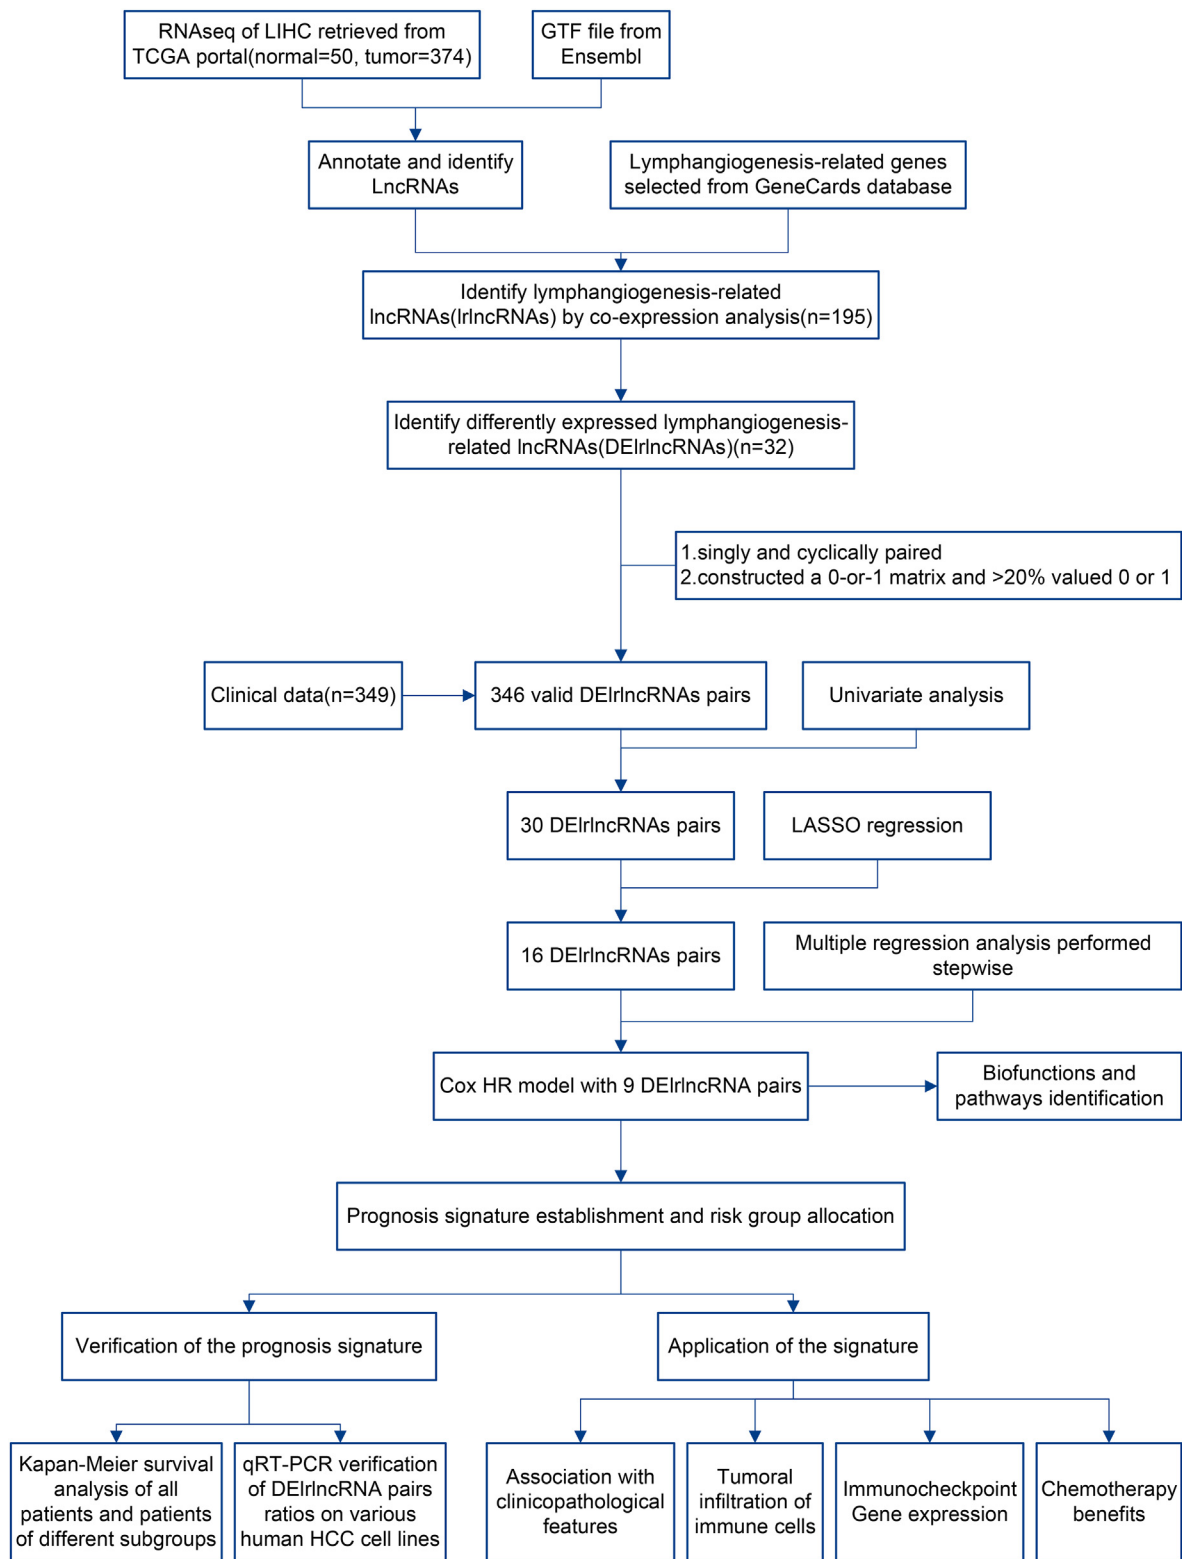 RNAseq of LIHC retrieved from
TCGA portal(normal=50, tumor=374)
GTF file from
Ensembl
Annotate and identify
LncRNAs
Lymphangiogenesis-related genes
selected from GeneCards database
Identify lymphangiogenesis-related
lncRNAs(lrlncRNAs) by co-expression analysis(n=195)
Identify differently expressed lymphangiogenesis-
related lncRNAs(DElrlncRNAs)(n=32)
1.singly and cyclically paired
2.constructed a 0-or-1 matrix and >20% valued 0 or 1
Clinical data(n=349)
346 valid DElrlncRNAs pairs
Univariate analysis
30 DElrlncRNAs pairs
LASSO regression
16 DElrlncRNAs pairs
Multiple regression analysis performed
stepwise
Cox HR model with 9 DElrlncRNA pairs
Biofunctions and
pathways identification
Prognosis signature establishment and risk group allocation
Verification of the prognosis signature
Application of the signature
Kapan-Meier survival
analysis of all
patients and patients
of different subgroups
qRT-PCR verification
of DElrlncRNA pairs
ratios on various
human HCC cell lines
Association with
clinicopathological
features
Tumoral
infiltration of
immune cells
Immunocheckpoint
Gene expression
Chemotherapy
benefits